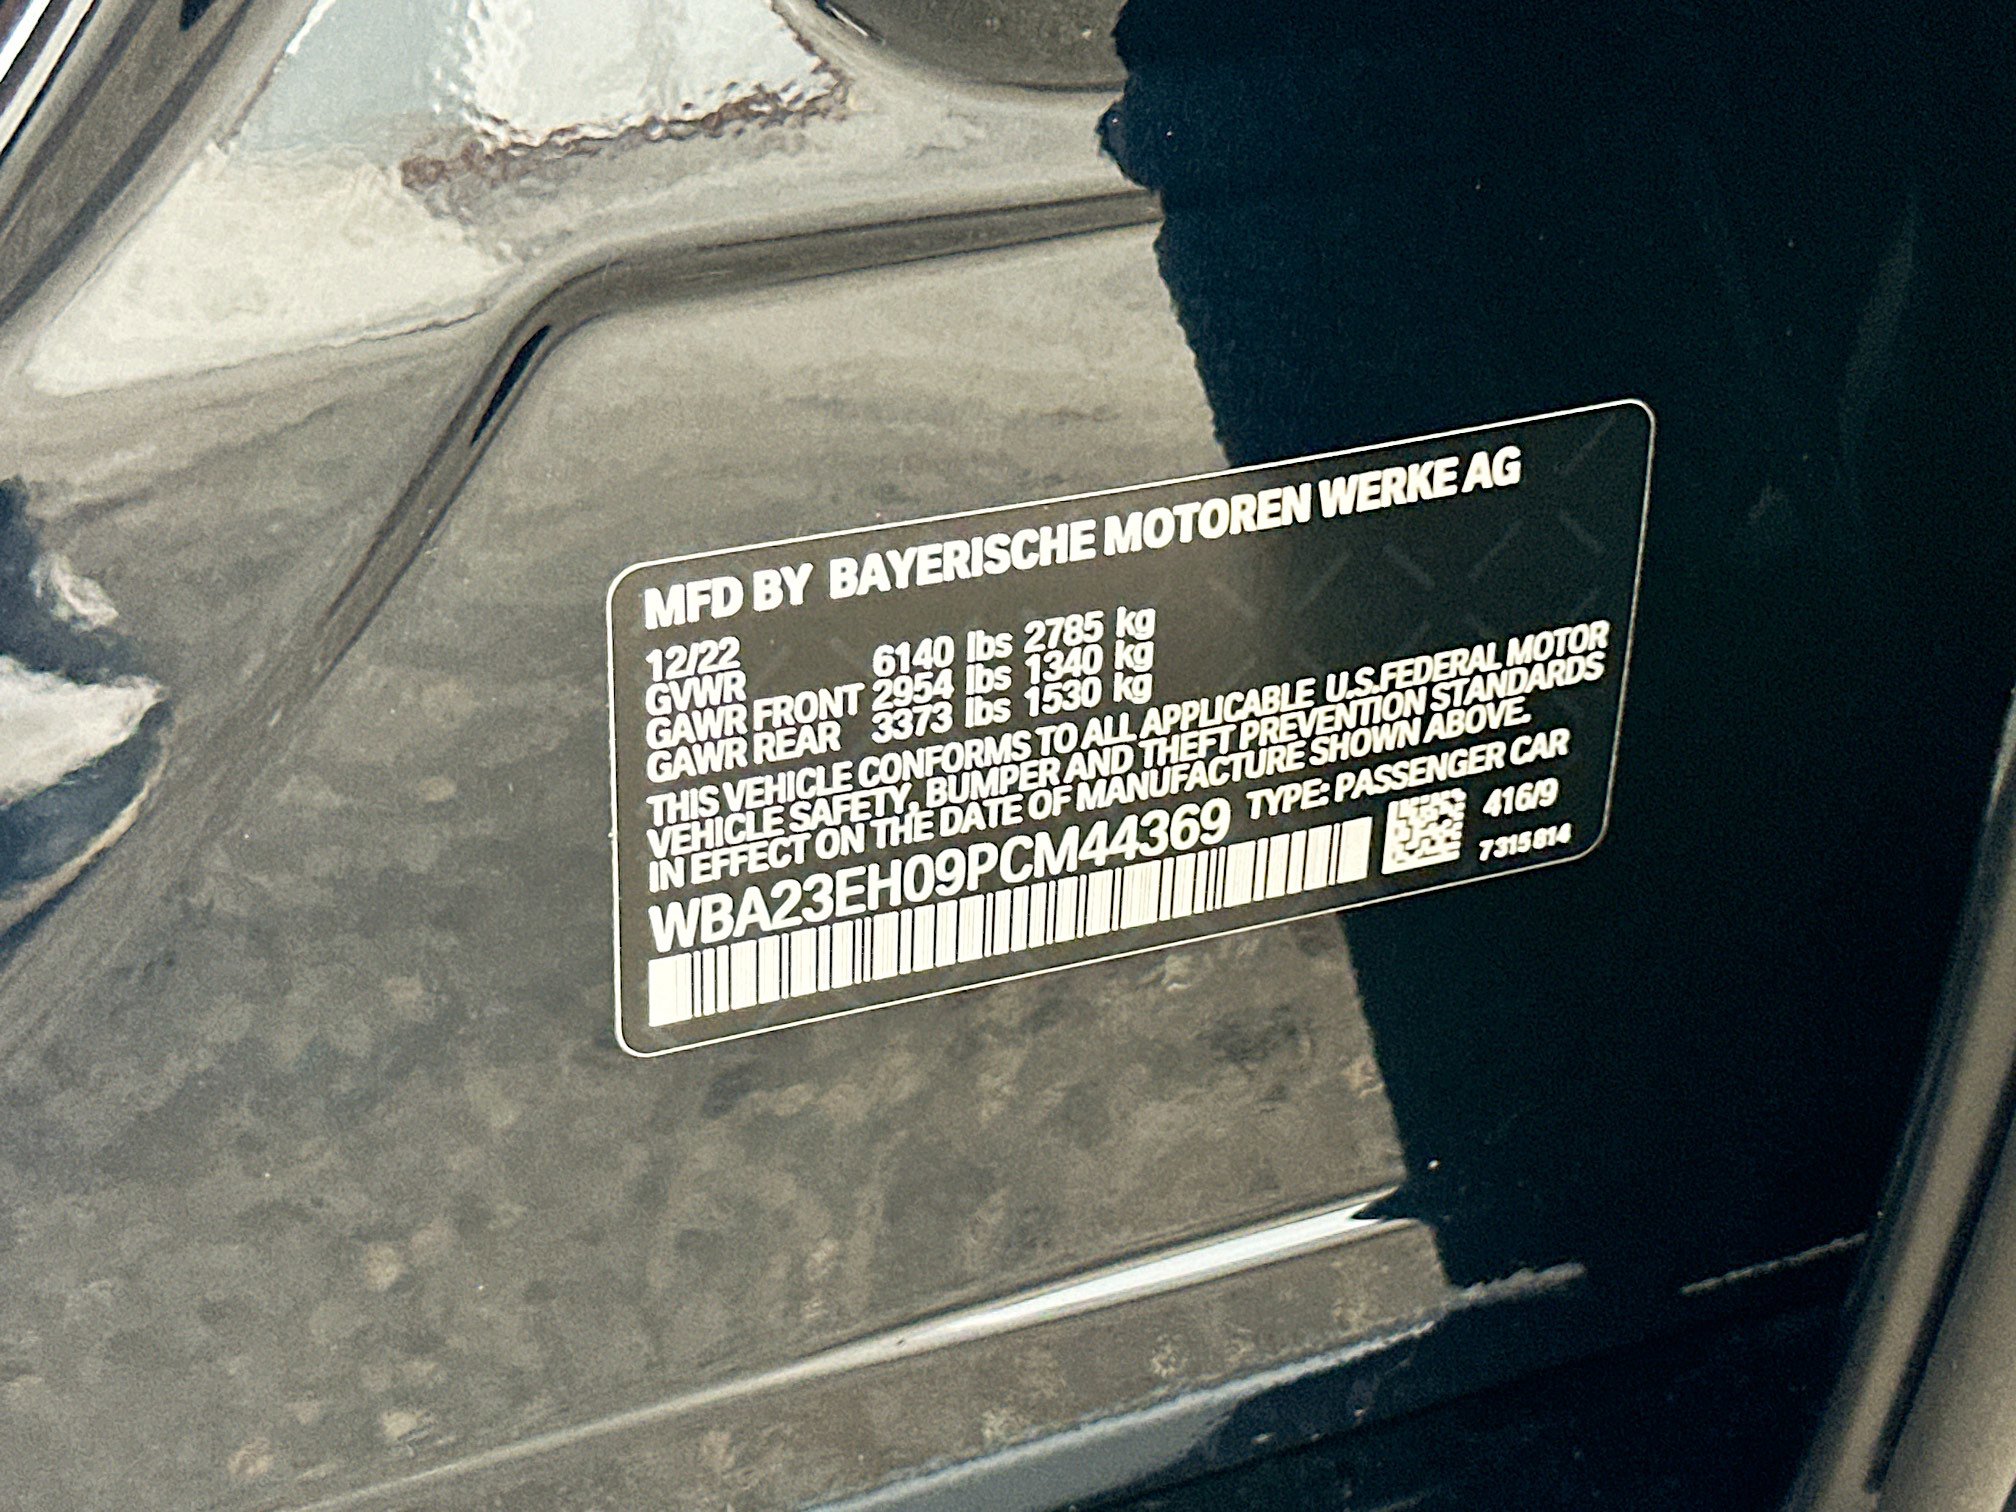 MFD BY BAYERISCHE MOTOREN WERKE AG
12/22
GVWR 6140 lbs 2785 kg
GAWR FRONT 2954 lbs 1340 kg
GAWR REAR 3373 lbs 1530 kg
THIS VEHICLE CONFORMS TO ALL APPLICABLE U.S.FEDERAL MOTOR
VEHICLE SAFETY, BUMPER AND THEFT PREVENTION STANDARDS
IN EFFECT ON THE DATE OF MANUFACTURE SHOWN ABOVE.
WBA23EH09PCM44369 TYPE: PASSENGER CAR
416/9
7315814